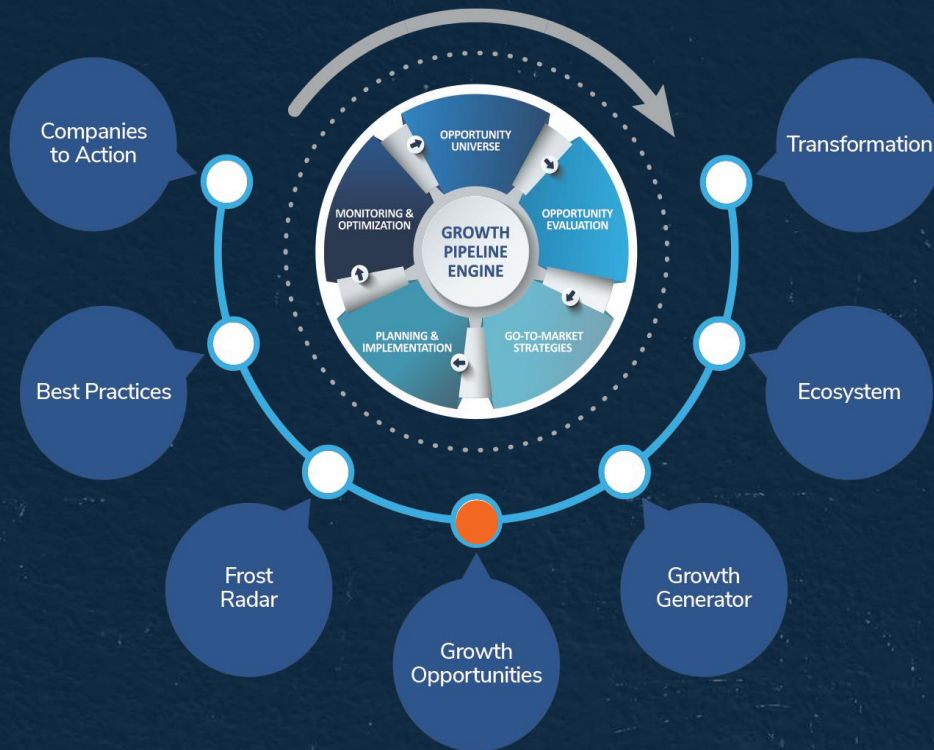 OPPORTUNITY
UNIVERSE
OPPORTUNITY
EVALUATION
GO-TO-MARKET
STRATEGIES
PLANNING &
IMPLEMENTATION
MONITORING &
OPTIMIZATION
GROWTH
PIPELINE
ENGINE
Companies
to Action
Best Practices
Frost
Radar
Growth
Opportunities
Growth
Generator
Ecosystem
Transformation